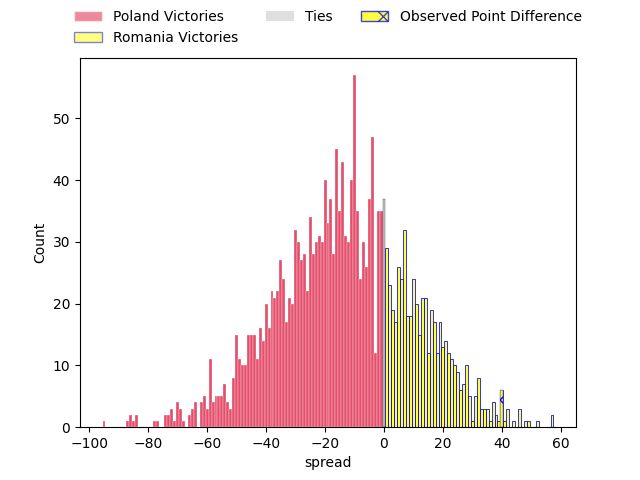 Poland Victories
Ties
Observed Point Difference
Romania Victories
Count
50
40
30
20
10
0
−100
−80
−60
−40
−20
0
20
40
60
spread